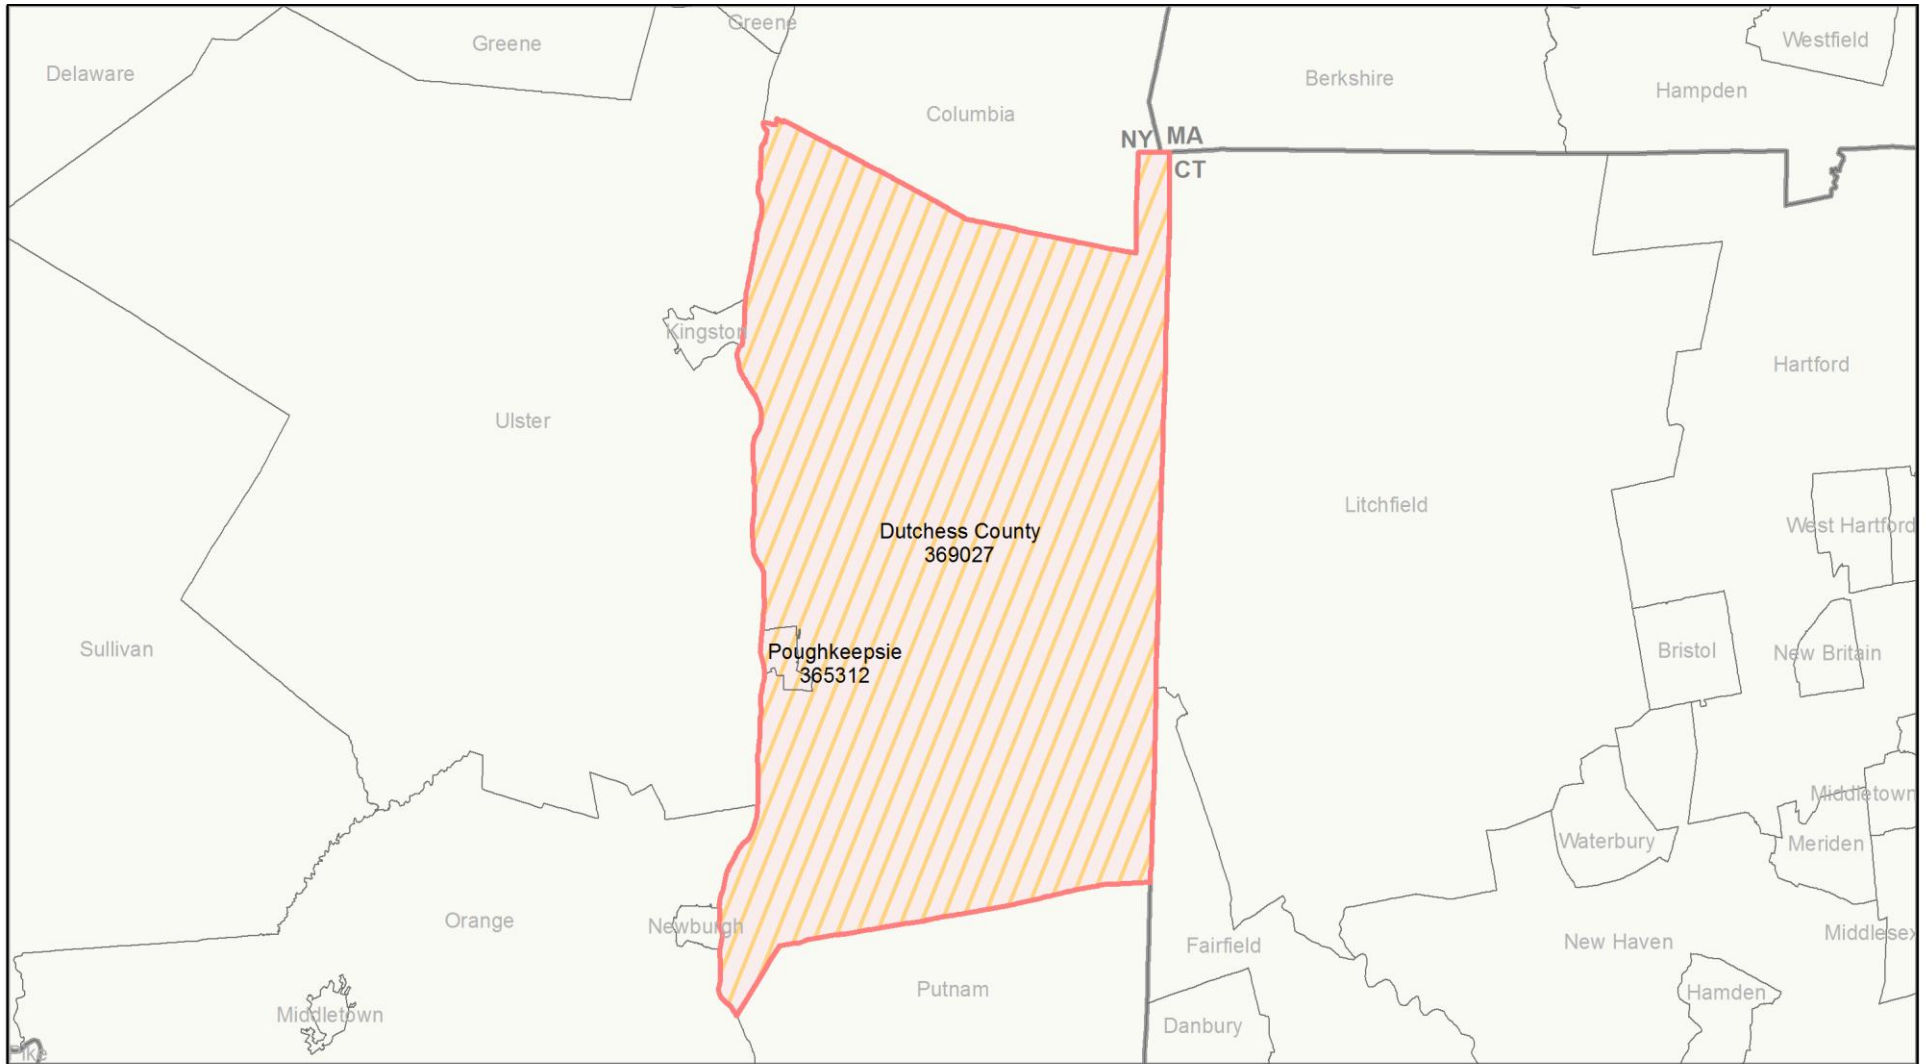 Greene
Greene
Westfield
Delaware
Berkshire
Hampden
Columbia
NY
MA
CT
Kingston
Hartford
Ulster
Litchfield
West Hartford
Dutchess County
369027
Sullivan
Poughkeepsie
365312
Bristol
New Britain
Middletown
Waterbury
Meriden
Orange
Newburgh
Fairfield
New Haven
Middlesex
Putnam
Hamden
Middletown
Danbury
Pike